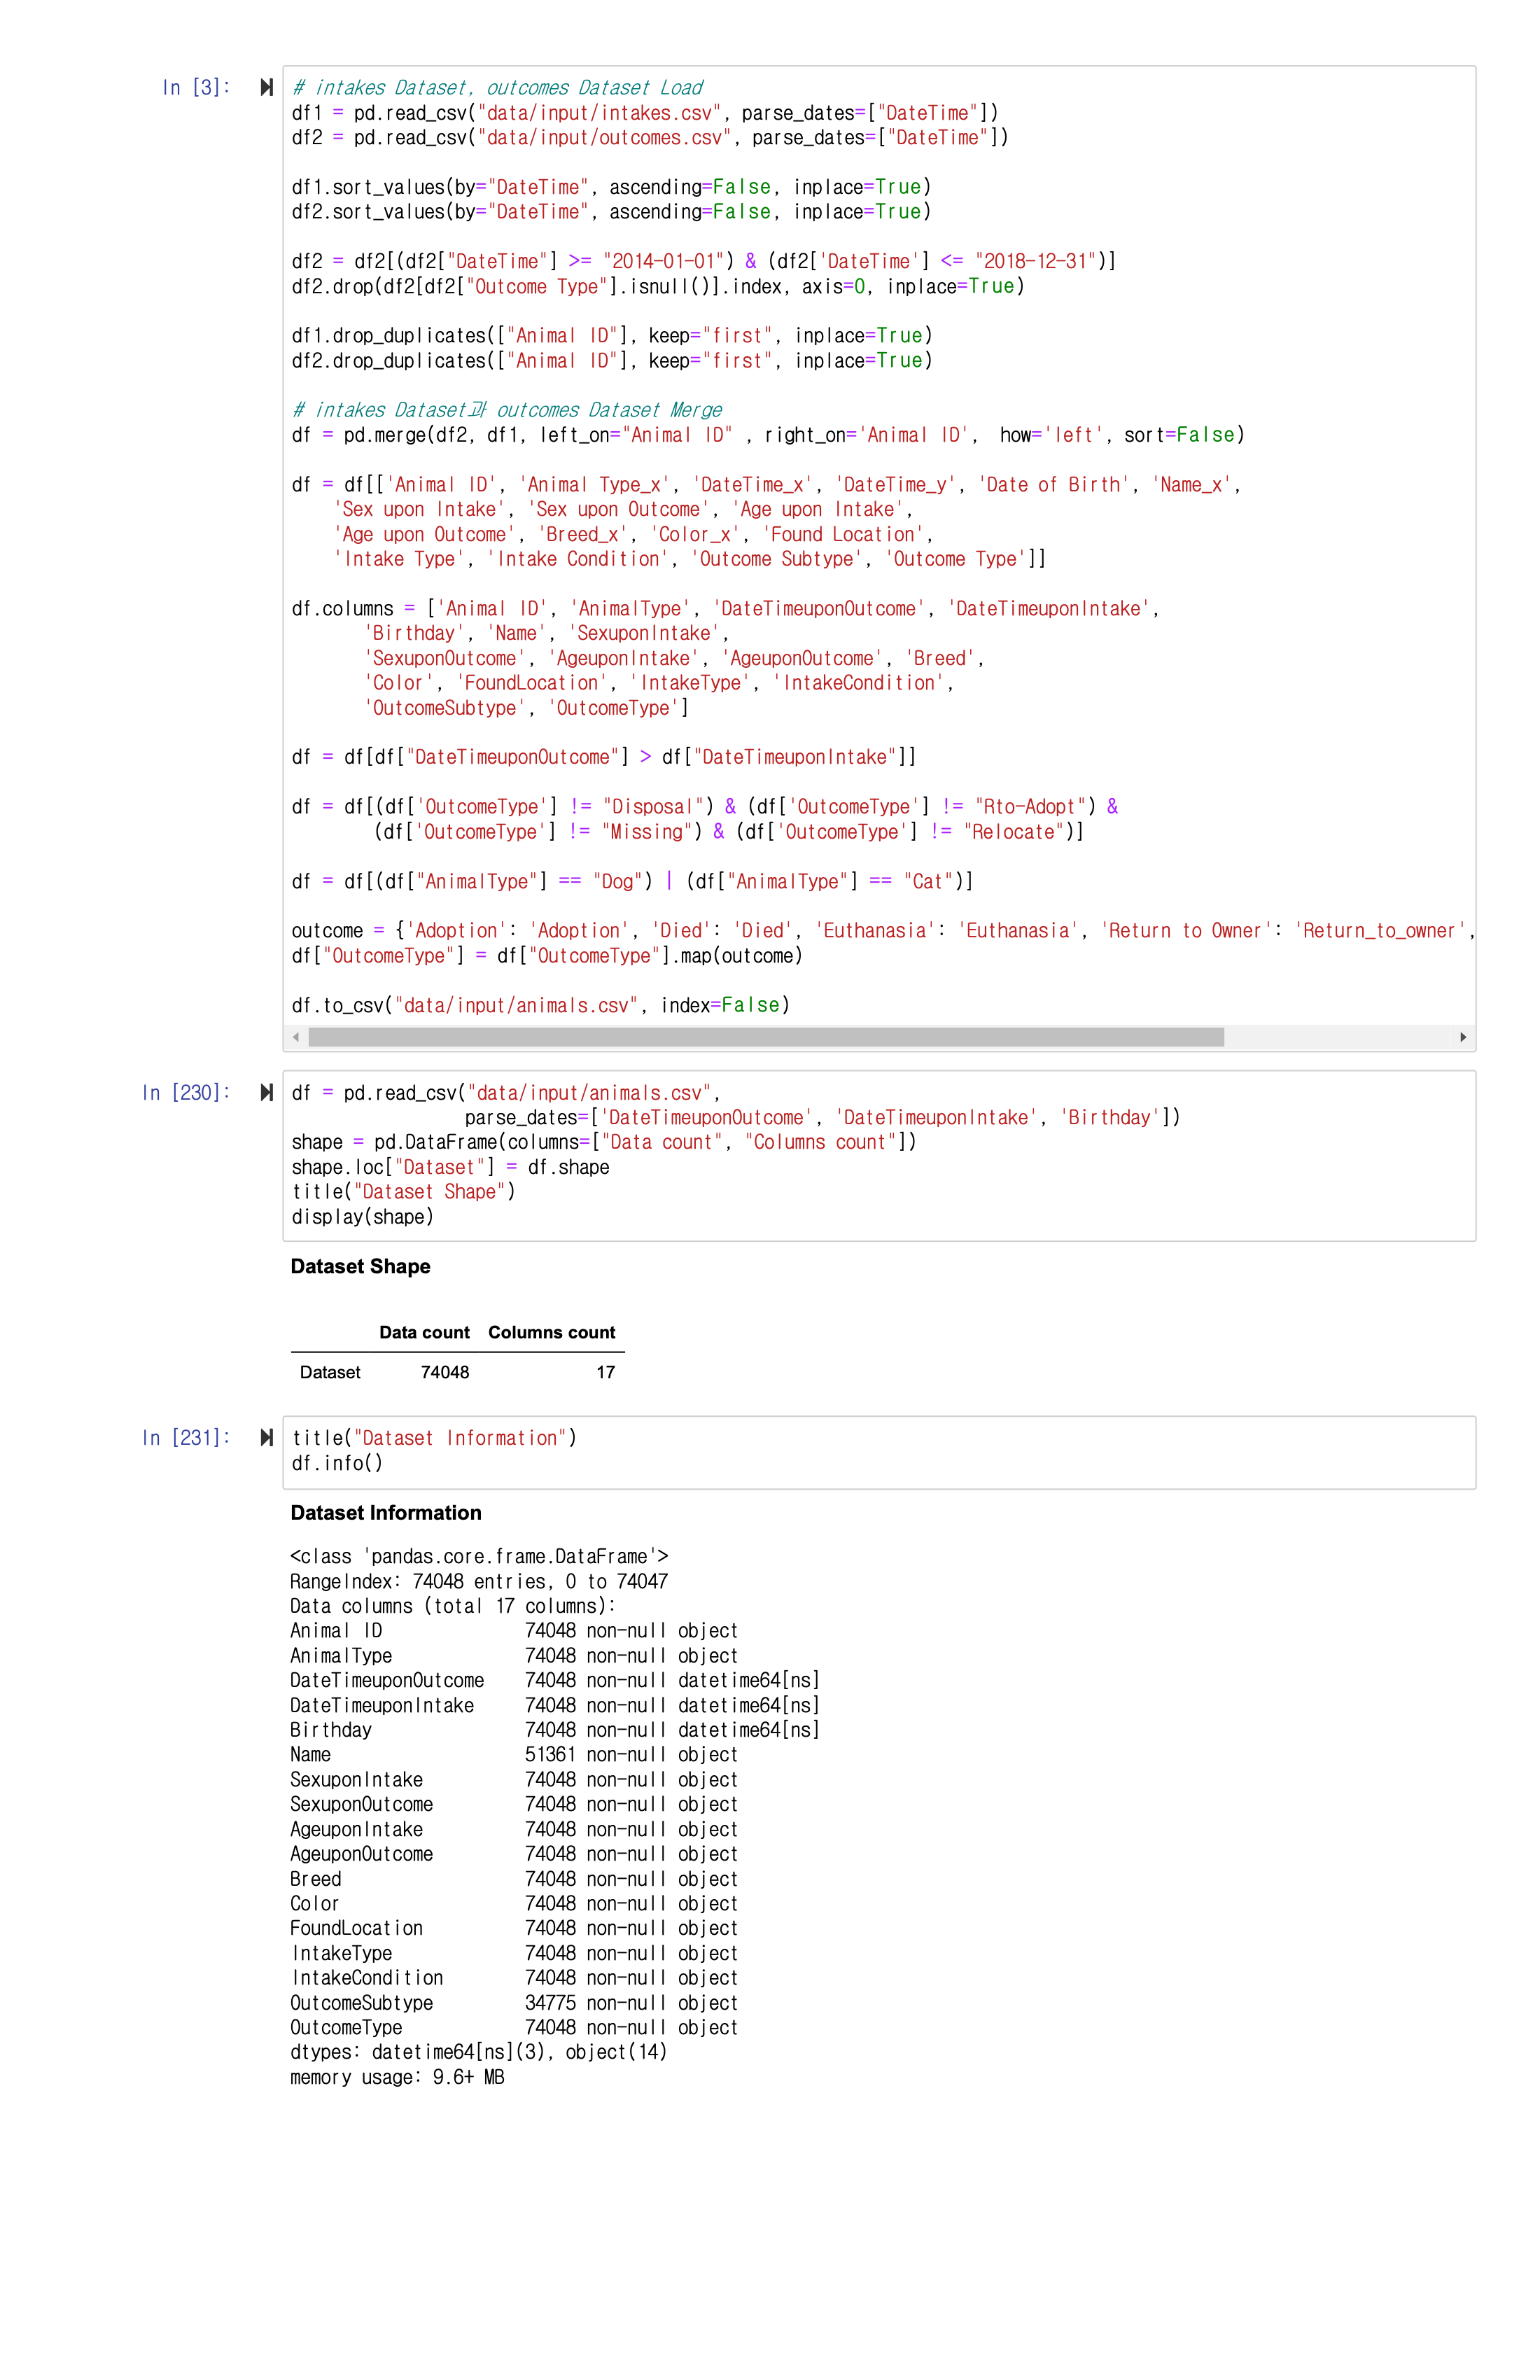 In [3]:
# intakes Dataset, outcomes Dataset Load
df1 = pd.read_csv("data/input/intakes.csv", parse_dates=["DateTime"])
df2 = pd.read_csv("data/input/outcomes.csv", parse_dates=["DateTime"])
df1.sort_values(by="DateTime", ascending=False, inplace=True)
df2.sort_values(by="DateTime", ascending=False, inplace=True)
df2 = df2[(df2["DateTime"] >= "2014-01-01") & (df2['DateTime'] <= "2018-12-31")]
df2.drop(df2[df2["Outcome Type"].isnull()].index, axis=0, inplace=True)
df1.drop_duplicates(["Animal ID"], keep="first", inplace=True)
df2.drop_duplicates(["Animal ID"], keep="first", inplace=True)
# intakes Dataset과 outcomes Dataset Merge
df = pd.merge(df2, df1, left_on="Animal ID" , right_on='Animal ID',  how='left', sort=False)
df = df[['Animal ID', 'Animal Type_x', 'DateTime_x', 'DateTime_y', 'Date of Birth', 'Name_x',
'Sex upon Intake', 'Sex upon Outcome', 'Age upon Intake',
'Age upon Outcome', 'Breed_x', 'Color_x', 'Found Location',
'Intake Type', 'Intake Condition', 'Outcome Subtype', 'Outcome Type']]
df.columns = ['Animal ID', 'AnimalType', 'DateTimeuponOutcome', 'DateTimeuponIntake',
'Birthday', 'Name', 'SexuponIntake',
'SexuponOutcome', 'AgeuponIntake', 'AgeuponOutcome', 'Breed',
'Color', 'FoundLocation', 'IntakeType', 'IntakeCondition',
'OutcomeSubtype', 'OutcomeType']
df = df[df["DateTimeuponOutcome"] > df["DateTimeuponIntake"]]
df = df[(df['OutcomeType'] != "Disposal") & (df['OutcomeType'] != "Rto-Adopt") &
(df['OutcomeType'] != "Missing") & (df['OutcomeType'] != "Relocate")]
df = df[(df["AnimalType"] == "Dog") | (df["AnimalType"] == "Cat")]
outcome = {'Adoption': 'Adoption', 'Died': 'Died', 'Euthanasia': 'Euthanasia', 'Return to Owner': 'Return_to_owner',
df["OutcomeType"] = df["OutcomeType"].map(outcome)
df.to_csv("data/input/animals.csv", index=False)
In [230]:
df = pd.read_csv("data/input/animals.csv",
parse_dates=['DateTimeuponOutcome', 'DateTimeuponIntake', 'Birthday'])
shape = pd.DataFrame(columns=["Data count", "Columns count"])
shape.loc["Dataset"] = df.shape
title("Dataset Shape")
display(shape)
Dataset Shape
Data count Columns count
Dataset 74048 17
In [231]:
title("Dataset Information")
df.info()
Dataset Information
<class 'pandas.core.frame.DataFrame'>
RangeIndex: 74048 entries, 0 to 74047
Data columns (total 17 columns):
Animal ID 74048 non-null object
AnimalType 74048 non-null object
DateTimeuponOutcome 74048 non-null datetime64[ns]
DateTimeuponIntake 74048 non-null datetime64[ns]
Birthday 74048 non-null datetime64[ns]
Name 51361 non-null object
SexuponIntake 74048 non-null object
SexuponOutcome 74048 non-null object
AgeuponIntake 74048 non-null object
AgeuponOutcome 74048 non-null object
Breed 74048 non-null object
Color 74048 non-null object
FoundLocation 74048 non-null object
IntakeType 74048 non-null object
IntakeCondition 74048 non-null object
OutcomeSubtype 34775 non-null object
OutcomeType 74048 non-null object
dtypes: datetime64[ns](3), object(14)
memory usage: 9.6+ MB